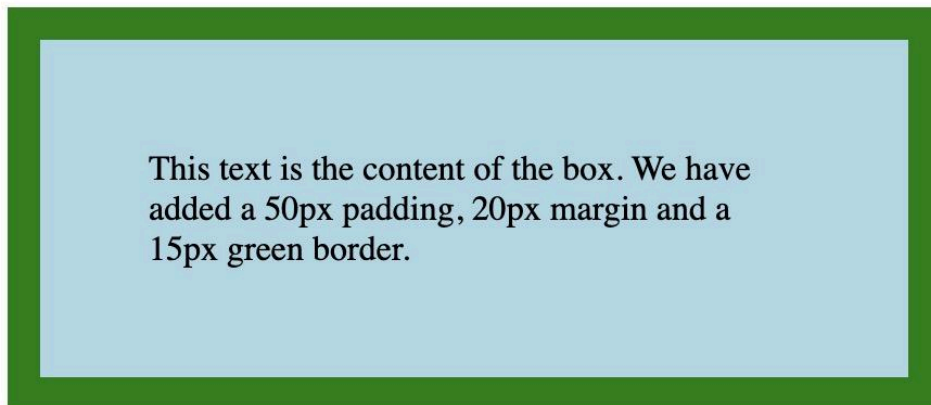 This text is the content of the box. We have
added a 50px padding, 20px margin and a
15px green border.